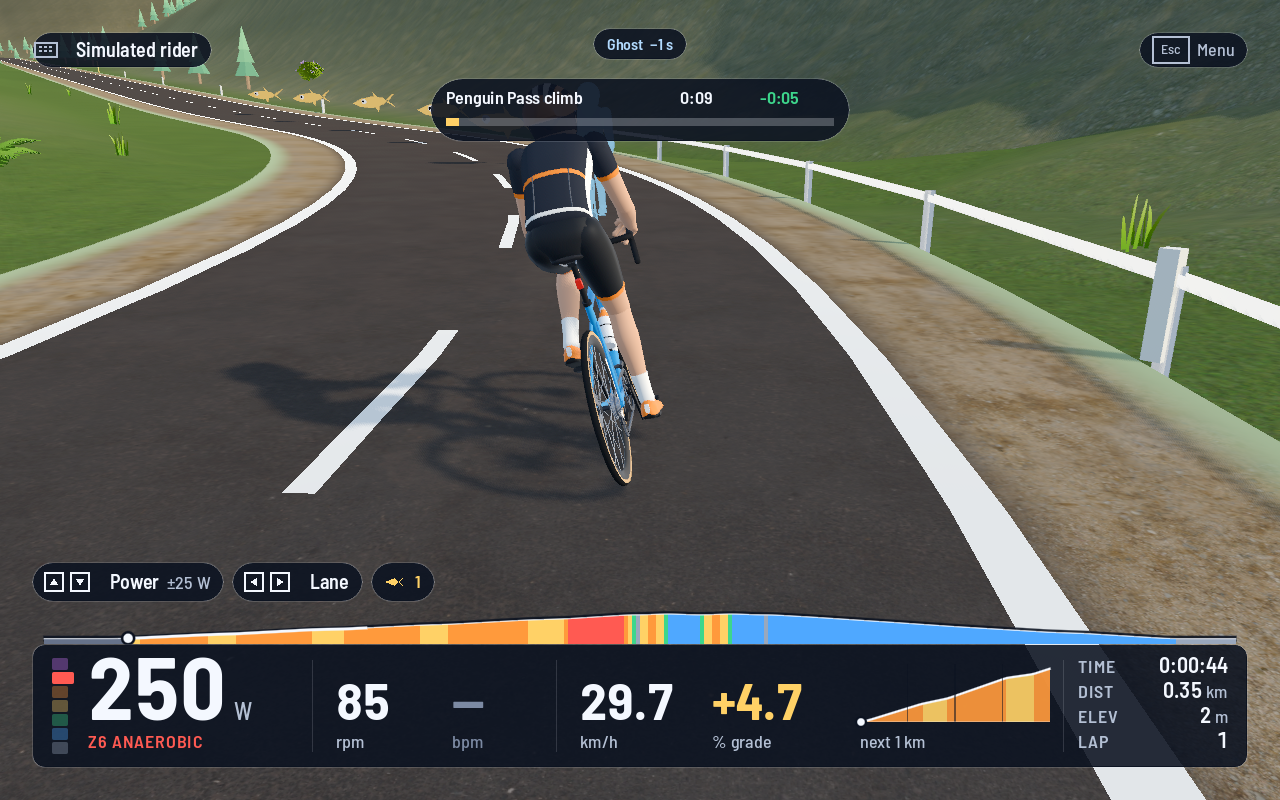 Simulated rider
Ghost −1 s
Esc Menu
Penguin Pass climb 0:09 -0:05
Power ±25 W
Lane
1
250 W
Z6 ANAEROBIC
85 rpm
— bpm
29.7 km/h
+4.7 % grade
next 1 km
TIME 0:00:44
DIST 0.35 km
ELEV 2 m
LAP 1